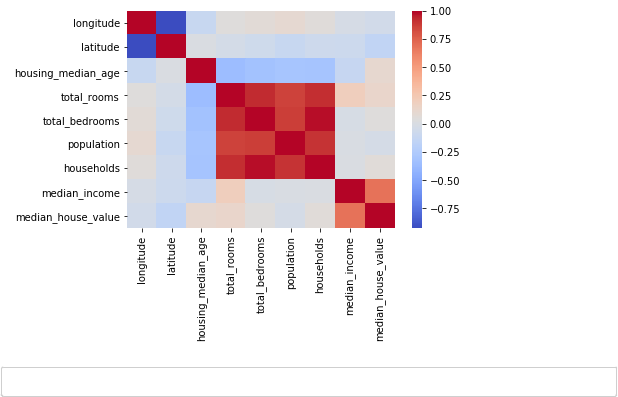 longitude
latitude
housing_median_age
total_rooms
total_bedrooms
population
households
median_income
median_house_value
longitude
latitude
housing_median_age
total_rooms
total_bedrooms
population
households
median_income
median_house_value
1.00
0.75
0.50
0.25
0.00
−0.25
−0.50
−0.75